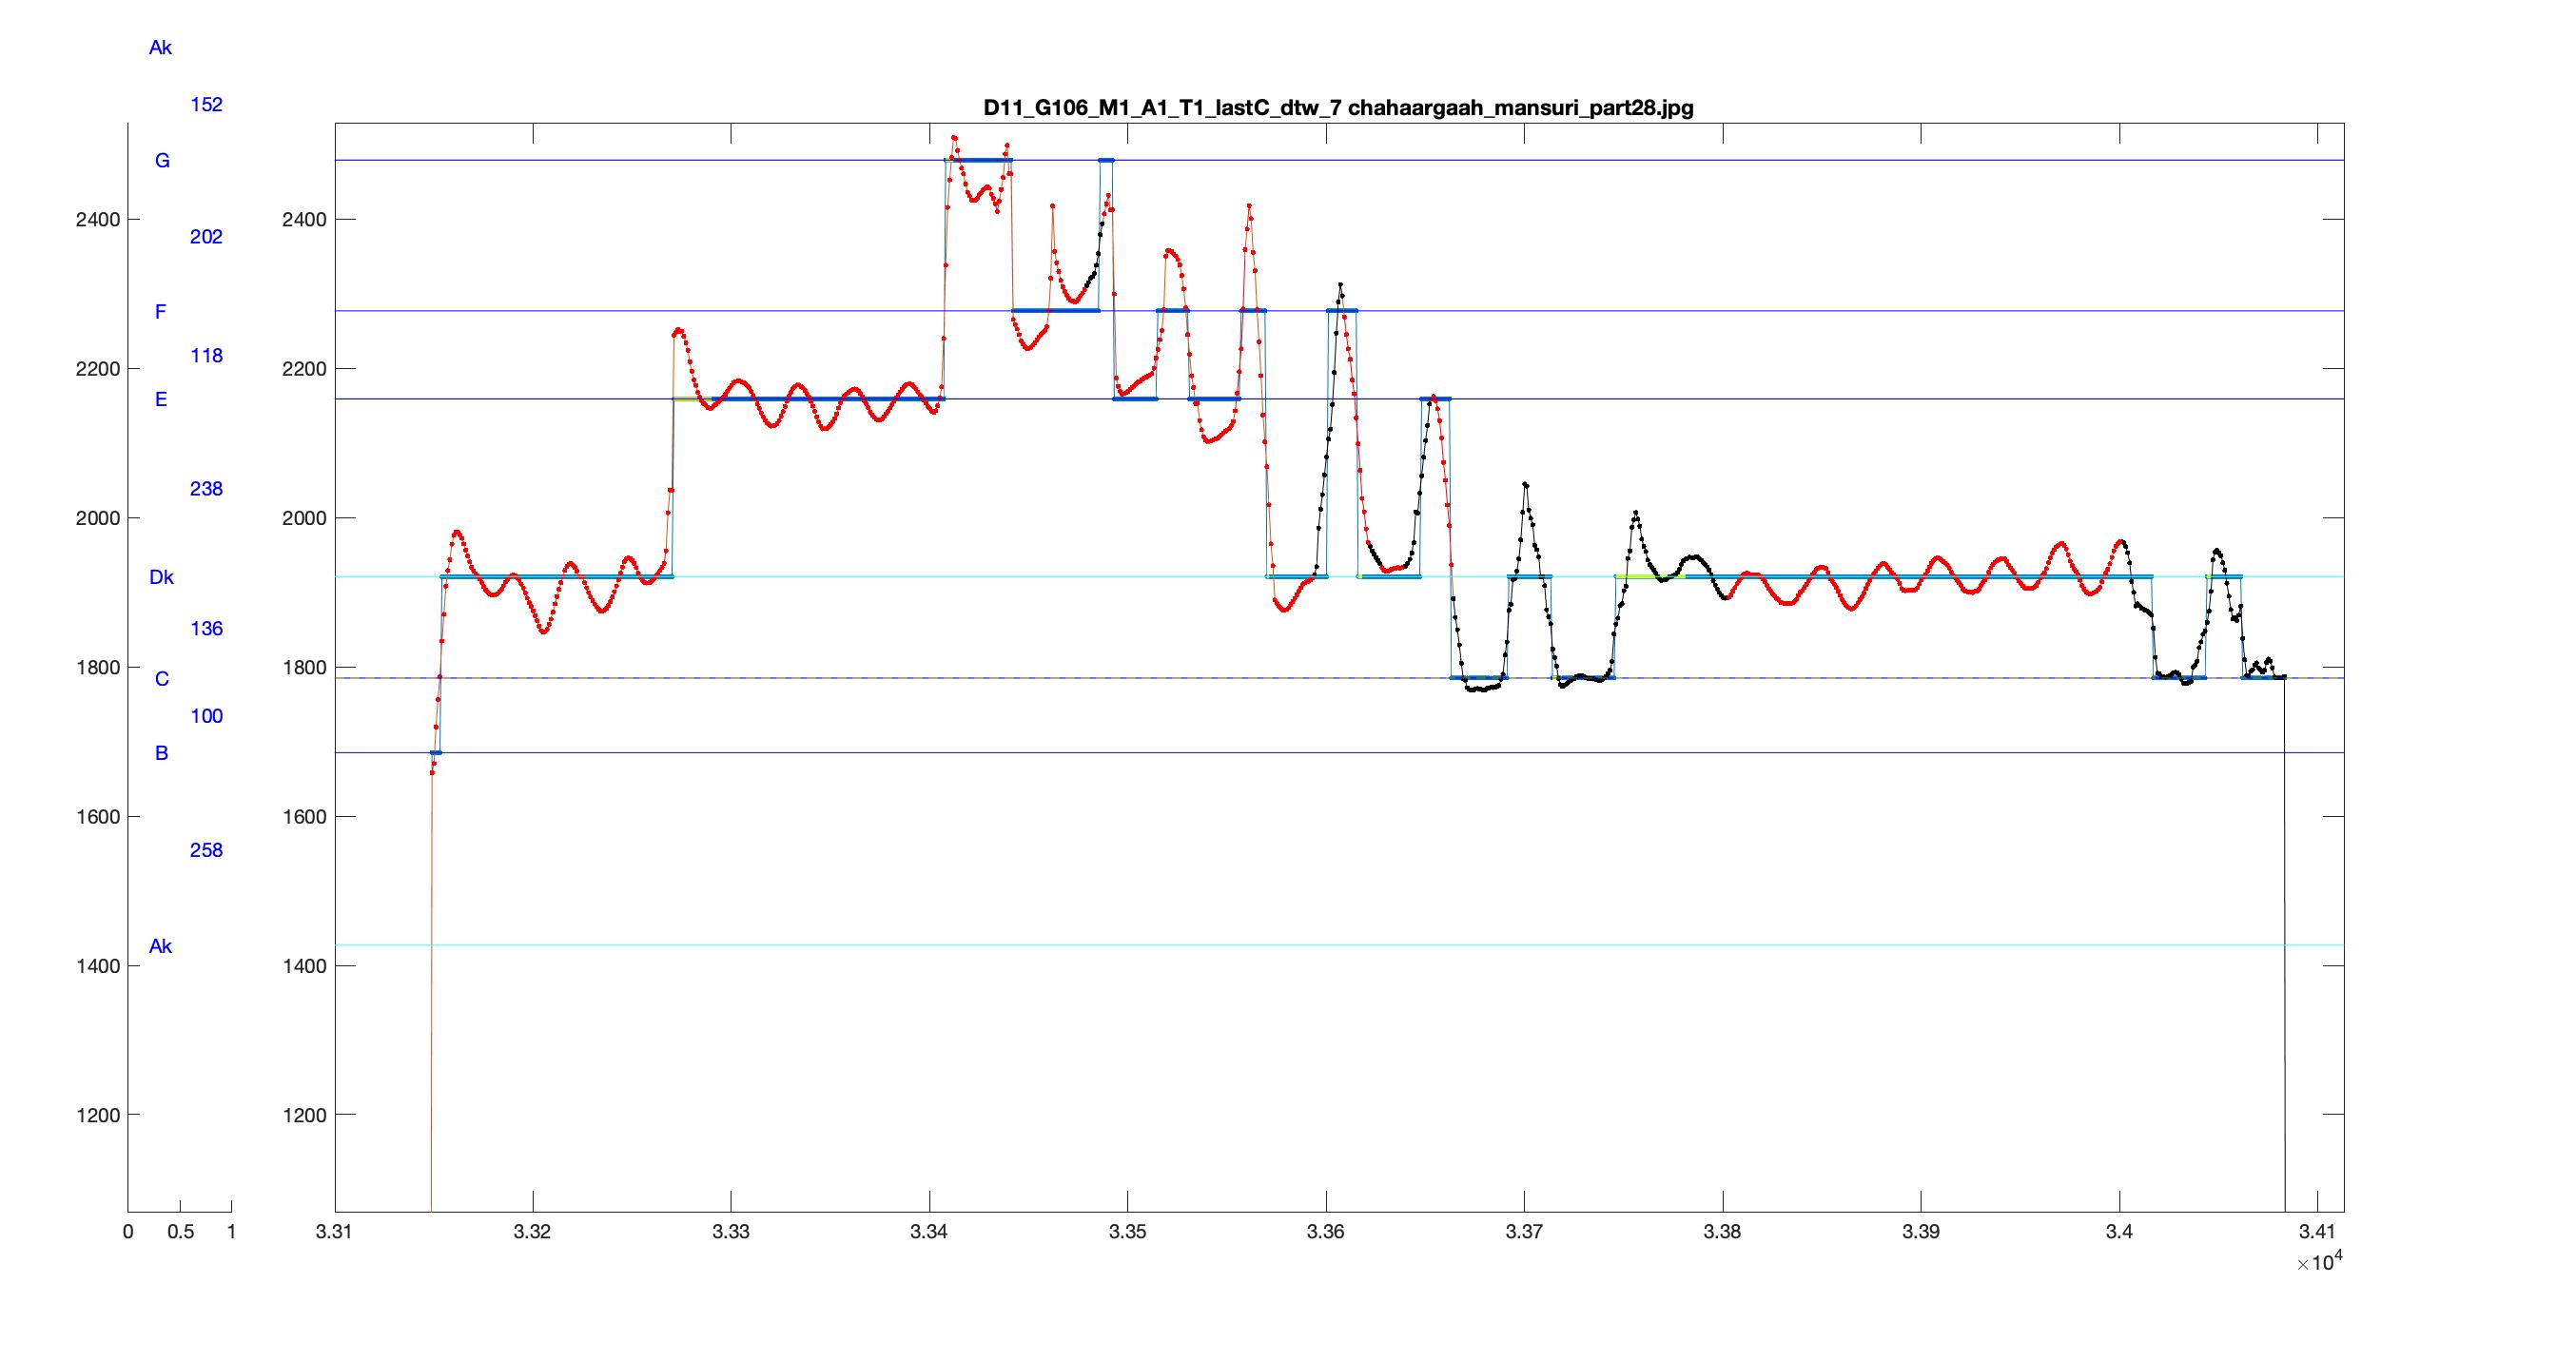 Ak
152
D11_G106_M1_A1_T1_lastC_dtw_7 chahaargaah_mansuri_part28.jpg
G
2400 2400
202
F
118
2200 2200
E
238
2000 2000
Dk
136
1800 1800
C
100
B
1600 1600
258
Ak
1400 1400
1200 1200
0 0.5 1 3.31 3.32 3.33 3.34 3.35 3.36 3.37 3.38 3.39 3.4 3.41
×10⁴